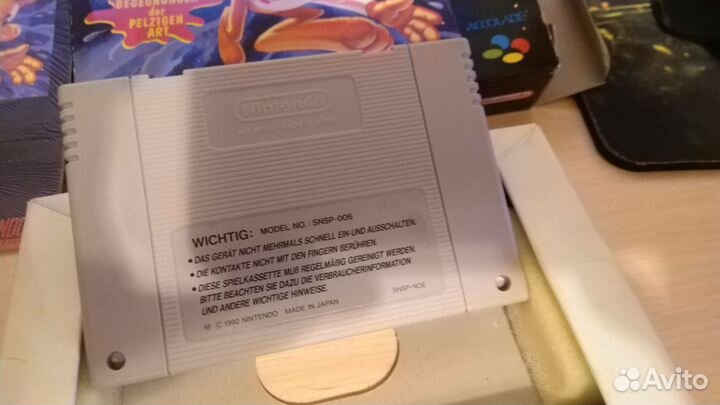 BEGEGNUNGEN
der
PELZIGEN
ART
ACCOLADE
Nintendo
WICHTIG: MODEL NO.: SNSP-006
• DAS GERÄT NICHT MEHRMALS SCHNELL EIN-UND AUSSCHALTEN.
• DIE KONTAKTE NICHT MIT DEN FINGERN BERÜHREN.
• DIESE SPIELKASSETTE MUß REGELMÄßIG GEREINIGT WERDEN.
BITTE BEACHTEN SIE DAZU DIE VERBRAUCHERINFORMATION
UND ANDERE WICHTIGE HINWEISE.
SNSP-NOE
M © 1992 NINTENDO MADE IN JAPAN
Avito